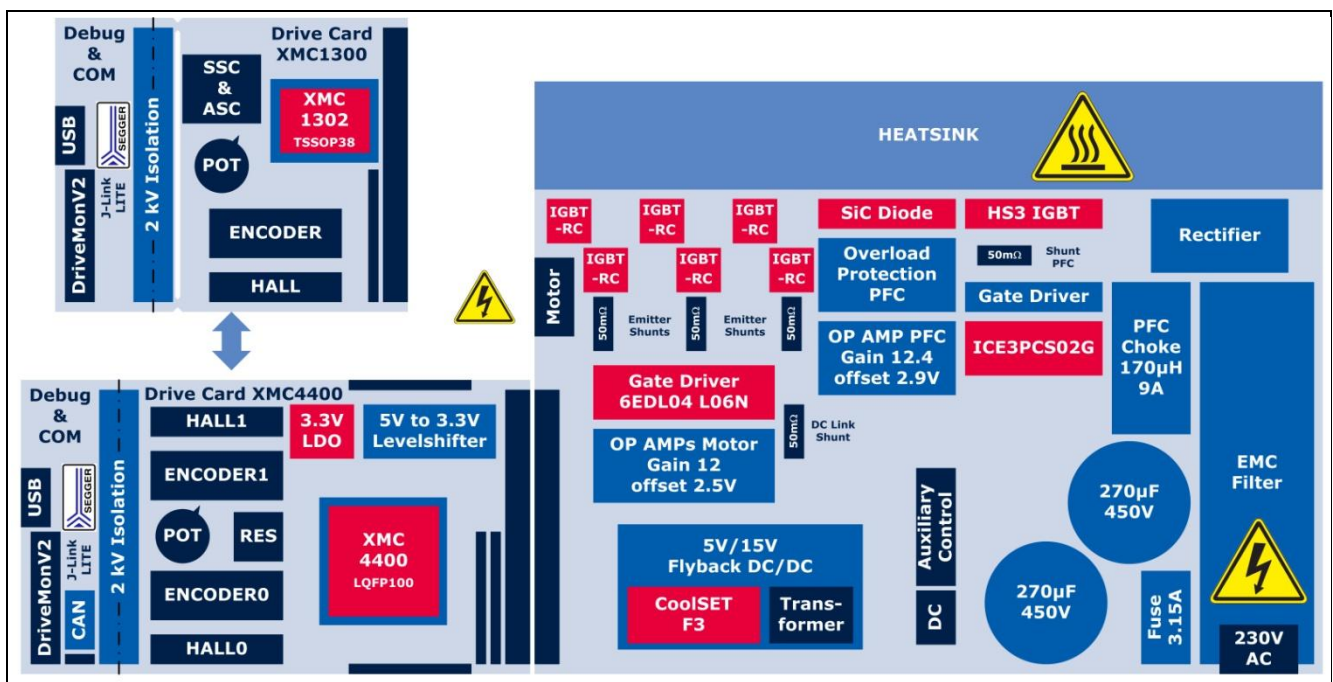 Debug
&
COM
Drive Card
XMC1300
SSC
&
ASC
XMC
1302
TSSOP38
USB
SEGGER
J-Link
LITE
DriveMonV2
2 kV Isolation
POT
ENCODER
HALL
HEATSINK
IGBT
-RC
IGBT
-RC
IGBT
-RC
IGBT
-RC
IGBT
-RC
IGBT
-RC
Motor
50mΩ
Emitter
Shunts
50mΩ
Emitter
Shunts
50mΩ
SiC Diode
HS3 IGBT
Rectifier
Overload
Protection
PFC
50mΩ
Shunt
PFC
Gate Driver
OP AMP PFC
Gain 12.4
offset 2.9V
ICE3PCS02G
PFC
Choke
170µH
9A
Gate Driver
6EDL04 L06N
50mΩ
DC Link
Shunt
OP AMPs Motor
Gain 12
offset 2.5V
EMC
Filter
270µF
450V
270µF
450V
Auxiliary
Control
DC
5V/15V
Flyback DC/DC
CoolSET
F3
Trans-
former
Fuse
3.15A
230V
AC
Debug
&
COM
Drive Card XMC4400
HALL1
3.3V
LDO
5V to 3.3V
Levelshifter
ENCODER1
USB
SEGGER
J-Link
LITE
DriveMonV2
CAN
2 kV Isolation
POT
RES
XMC
4400
LQFP100
ENCODER0
HALL0